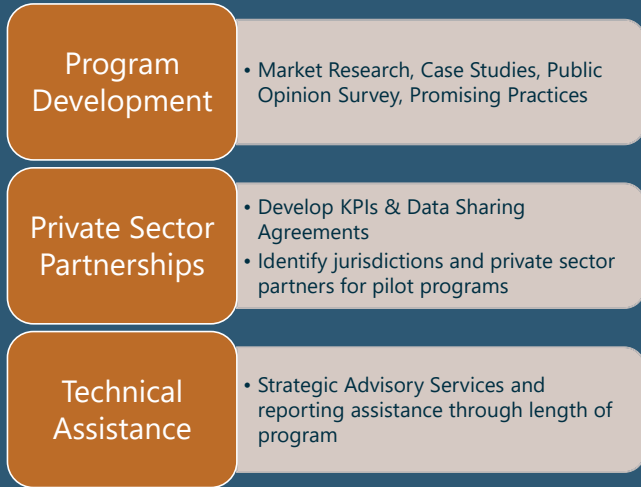 Program
Development
• Market Research, Case Studies, Public
Opinion Survey, Promising Practices
Private Sector
Partnerships
• Develop KPIs & Data Sharing
Agreements
• Identify jurisdictions and private sector
partners for pilot programs
Technical
Assistance
• Strategic Advisory Services and
reporting assistance through length of
program